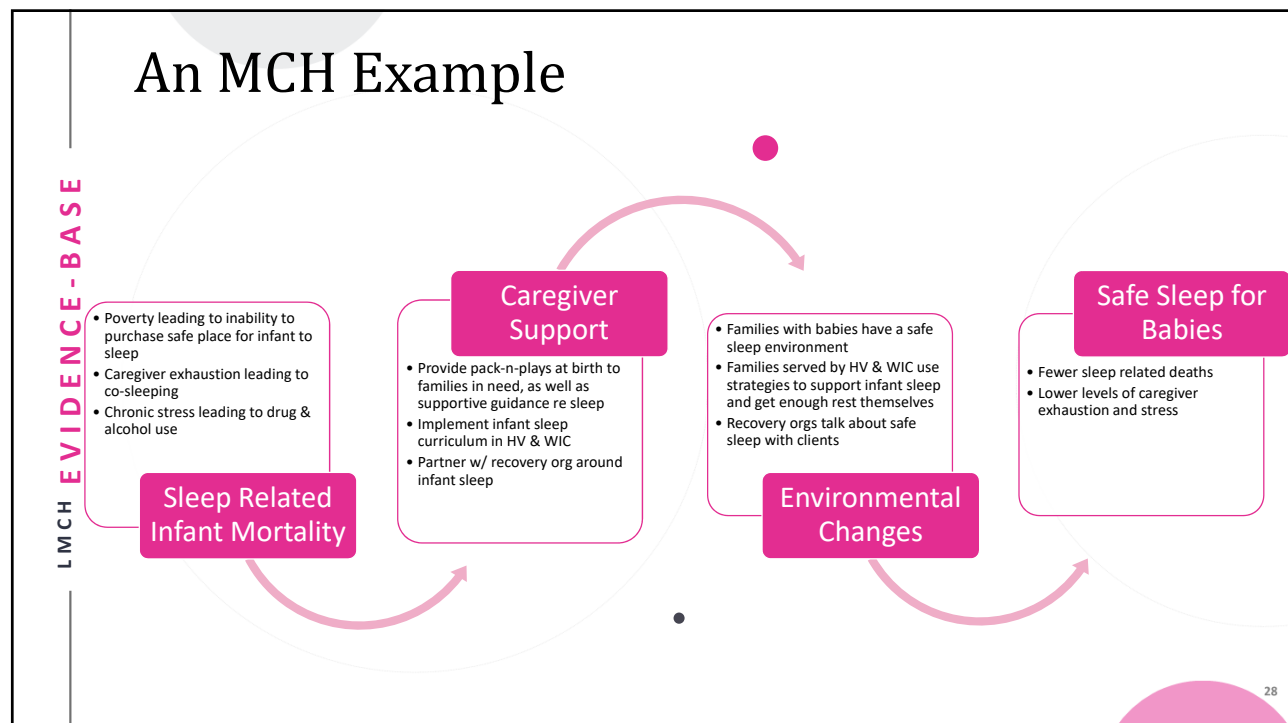 An MCH Example
LMCH EVIDENCE-BASE
• Poverty leading to inability to
purchase safe place for infant to
sleep
• Caregiver exhaustion leading to
co-sleeping
• Chronic stress leading to drug &
alcohol use
Sleep Related
Infant Mortality
Caregiver
Support
• Provide pack-n-plays at birth to
families in need, as well as
supportive guidance re sleep
• Implement infant sleep
curriculum in HV & WIC
• Partner w/ recovery org around
infant sleep
• Families with babies have a safe
sleep environment
• Families served by HV & WIC use
strategies to support infant sleep
and get enough rest themselves
• Recovery orgs talk about safe
sleep with clients
Environmental
Changes
Safe Sleep for
Babies
• Fewer sleep related deaths
• Lower levels of caregiver
exhaustion and stress
28